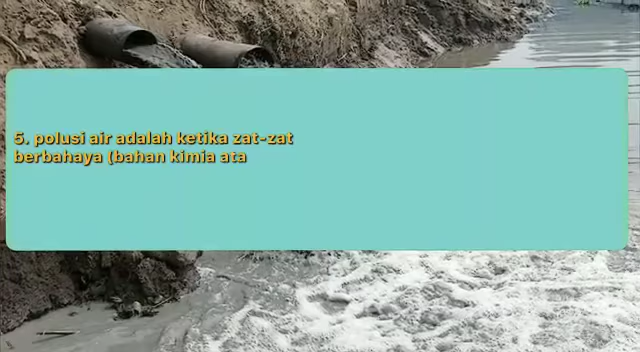 5. polusi air adalah ketika zat-zat
berbahaya (bahan kimia ata